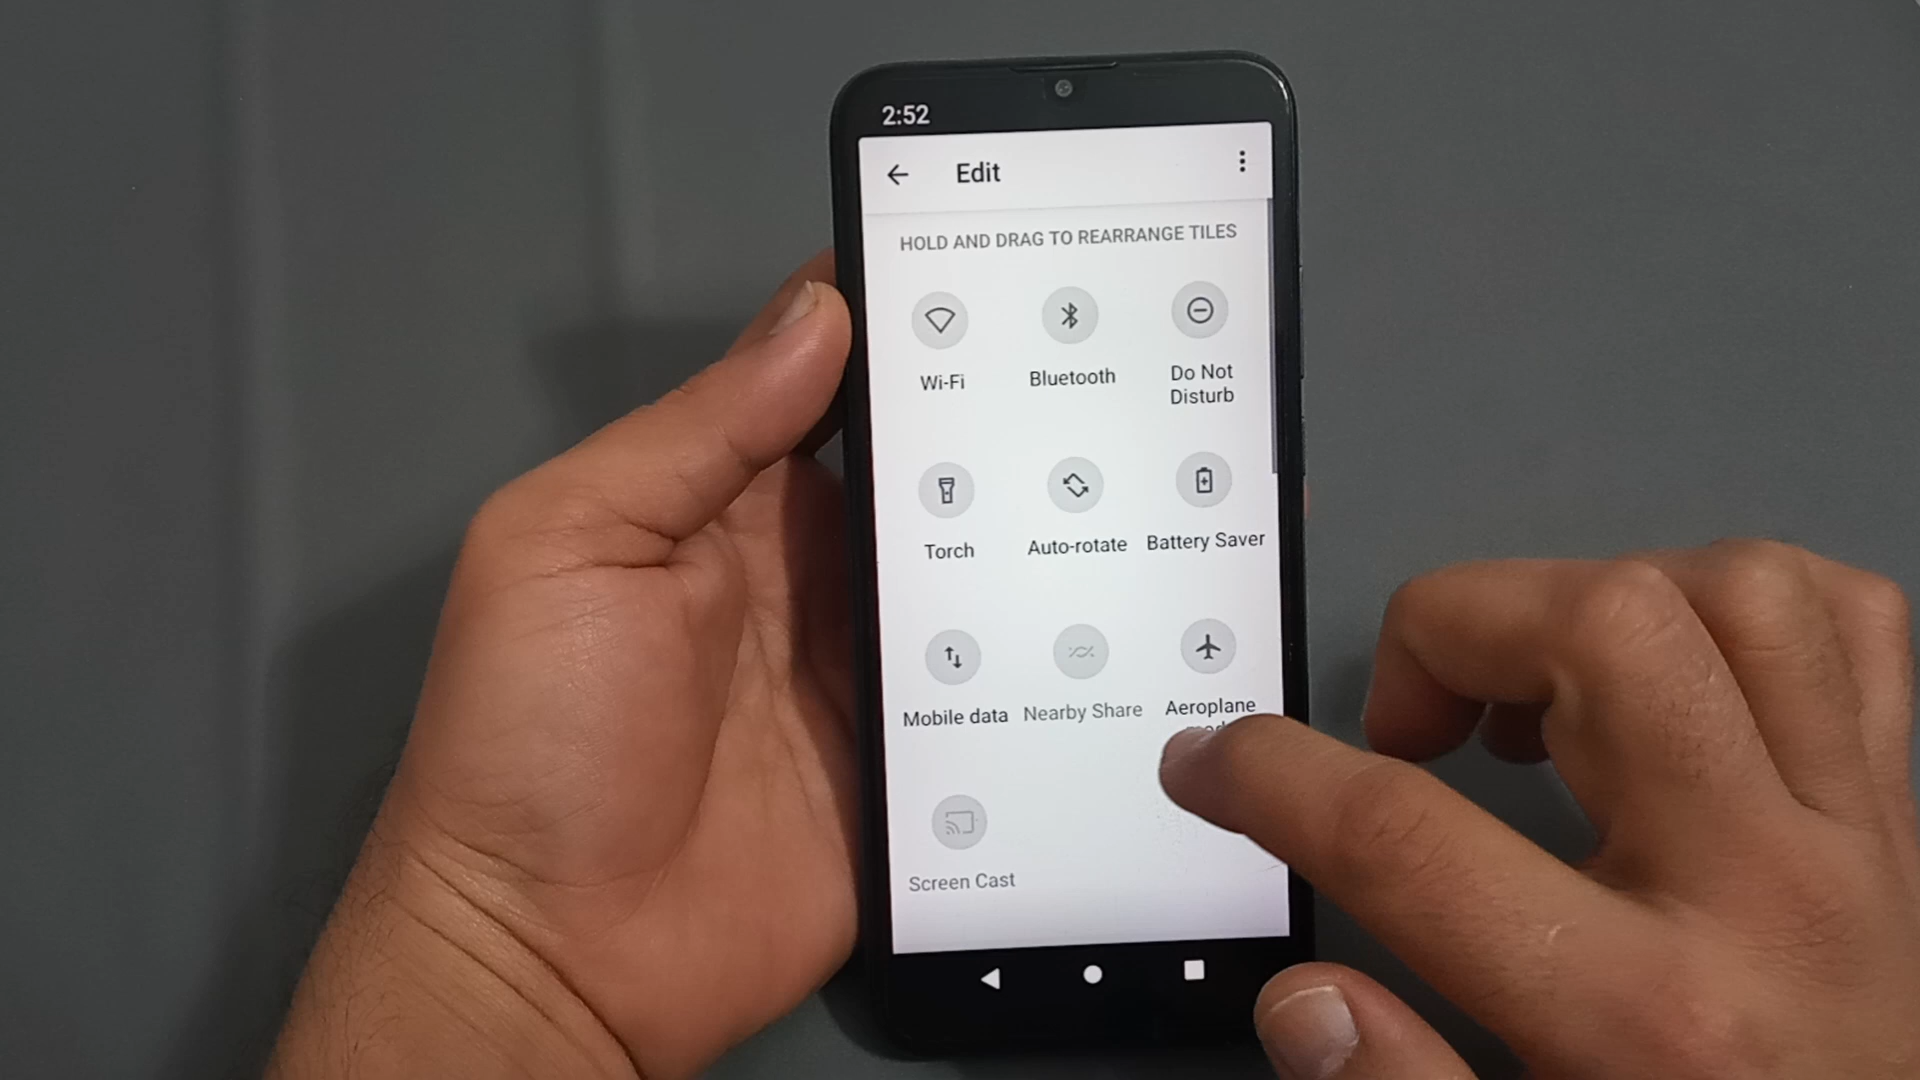 2:52
Edit
HOLD AND DRAG TO REARRANGE TILES
Wi-Fi
Bluetooth
Do Not
Disturb
Torch
Auto-rotate
Battery Saver
Mobile data
Nearby Share
Aeroplane
Screen Cast